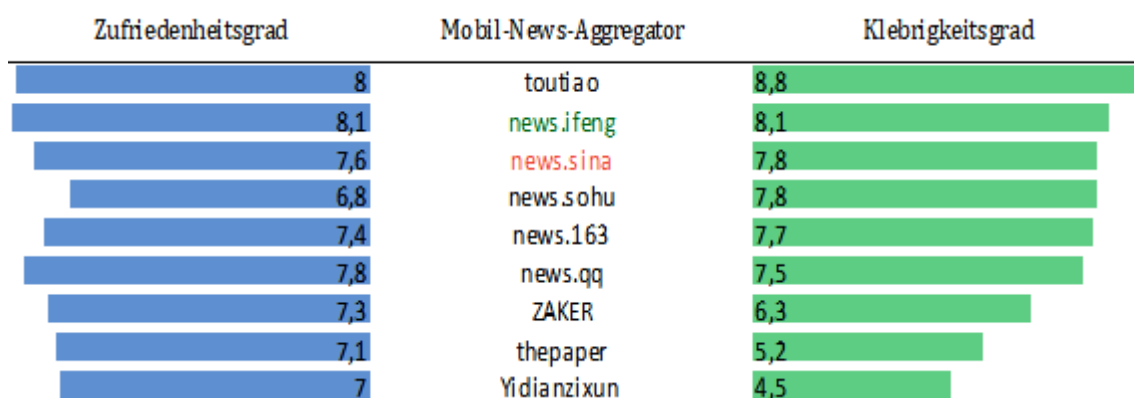 Zufriedenheitsgrad Mobil-News-Aggregator Klebrigkeitsgrad
8 toutiao 8,8
8,1 news.ifeng 8,1
7,6 news.sina 7,8
6,8 news.sohu 7,8
7,4 news.163 7,7
7,8 news.qq 7,5
7,3 ZAKER 6,3
7,1 thepaper 5,2
7 Yidianzixun 4,5